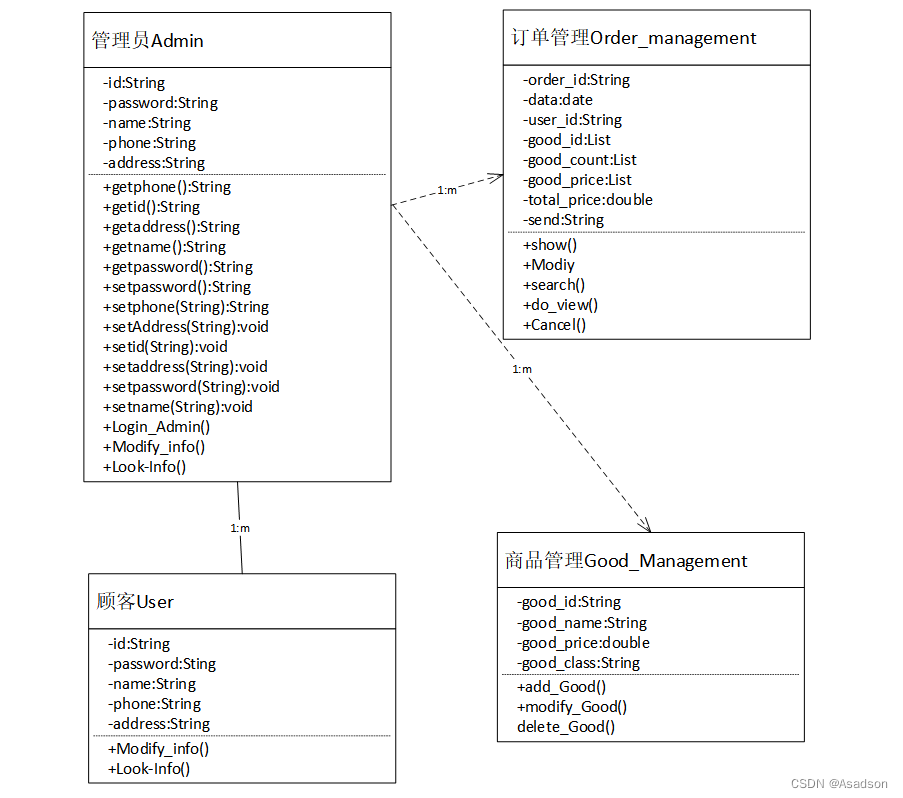 管理员Admin
-id:String
-password:String
-name:String
-phone:String
-address:String
+getphone():String
+getid():String
+getaddress():String
+getname():String
+getpassword():String
+setpassword():String
+setphone(String):String
+setAddress(String):void
+setid(String):void
+setaddress(String):void
+setpassword(String):void
+setname(String):void
+Login_Admin()
+Modify_info()
+Look-Info()
1:m
订单管理Order_management
-order_id:String
-data:date
-user_id:String
-good_id:List
-good_count:List
-good_price:List
-total_price:double
-send:String
+show()
+Modiy
+search()
+do_view()
+Cancel()
1:m
1:m
顾客User
-id:String
-password:Sting
-name:String
-phone:String
-address:String
+Modify_info()
+Look-Info()
商品管理Good_Management
-good_id:String
-good_name:String
-good_price:double
-good_class:String
+add_Good()
+modify_Good()
delete_Good()
CSDN @Asadson